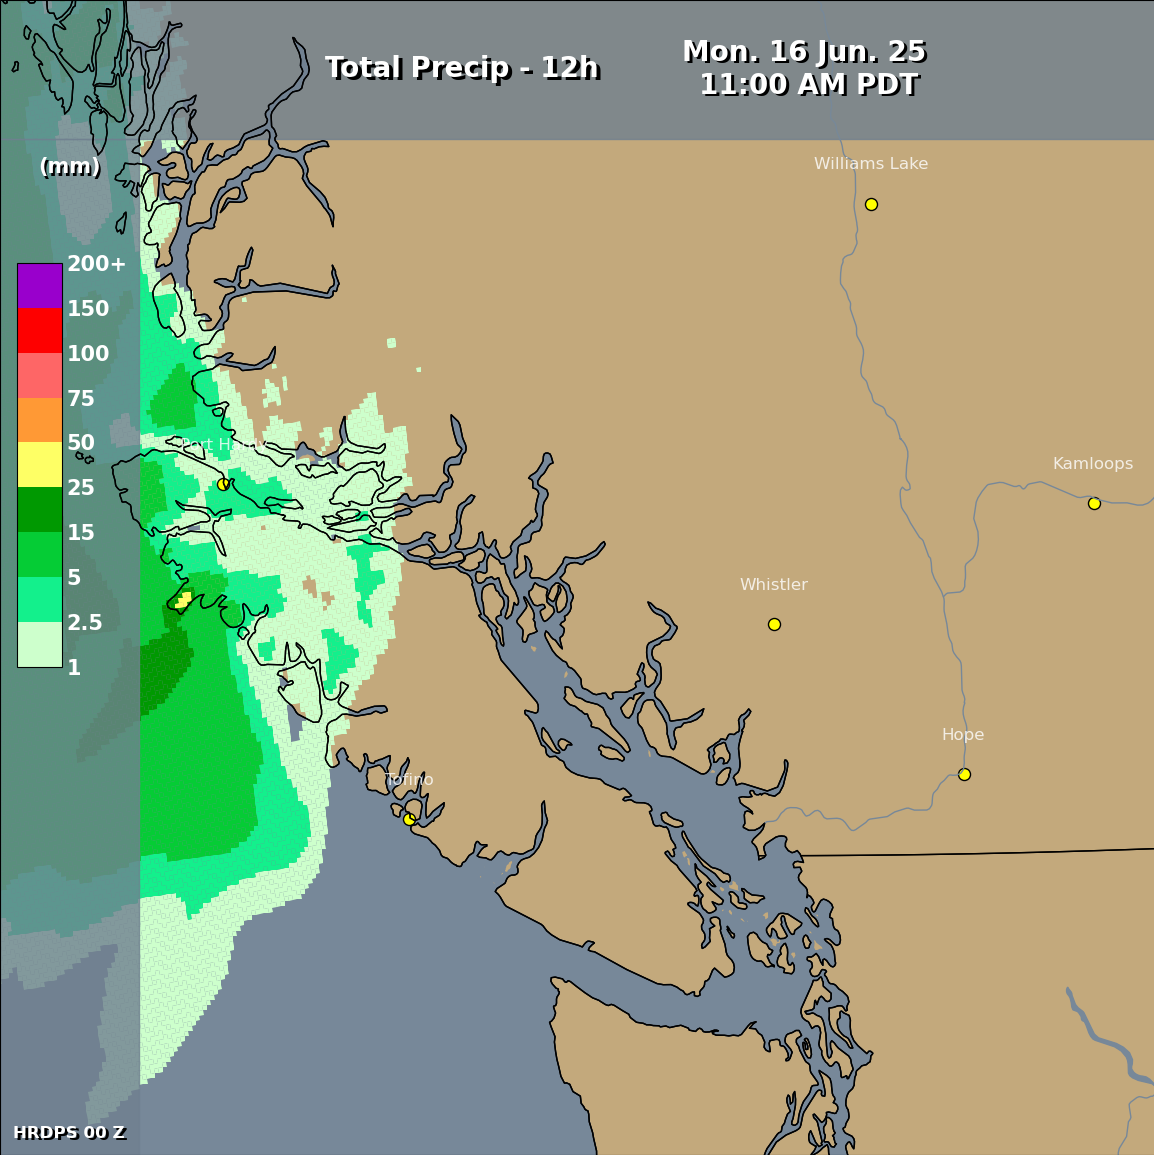 Total Precip - 12h
Mon. 16 Jun. 25
11:00 AM PDT
(mm)
Williams Lake
200+
150
100
75
50
25
15
5
2.5
1
Port Hardy
Kamloops
Whistler
Hope
Tofino
HRDPS 00 Z